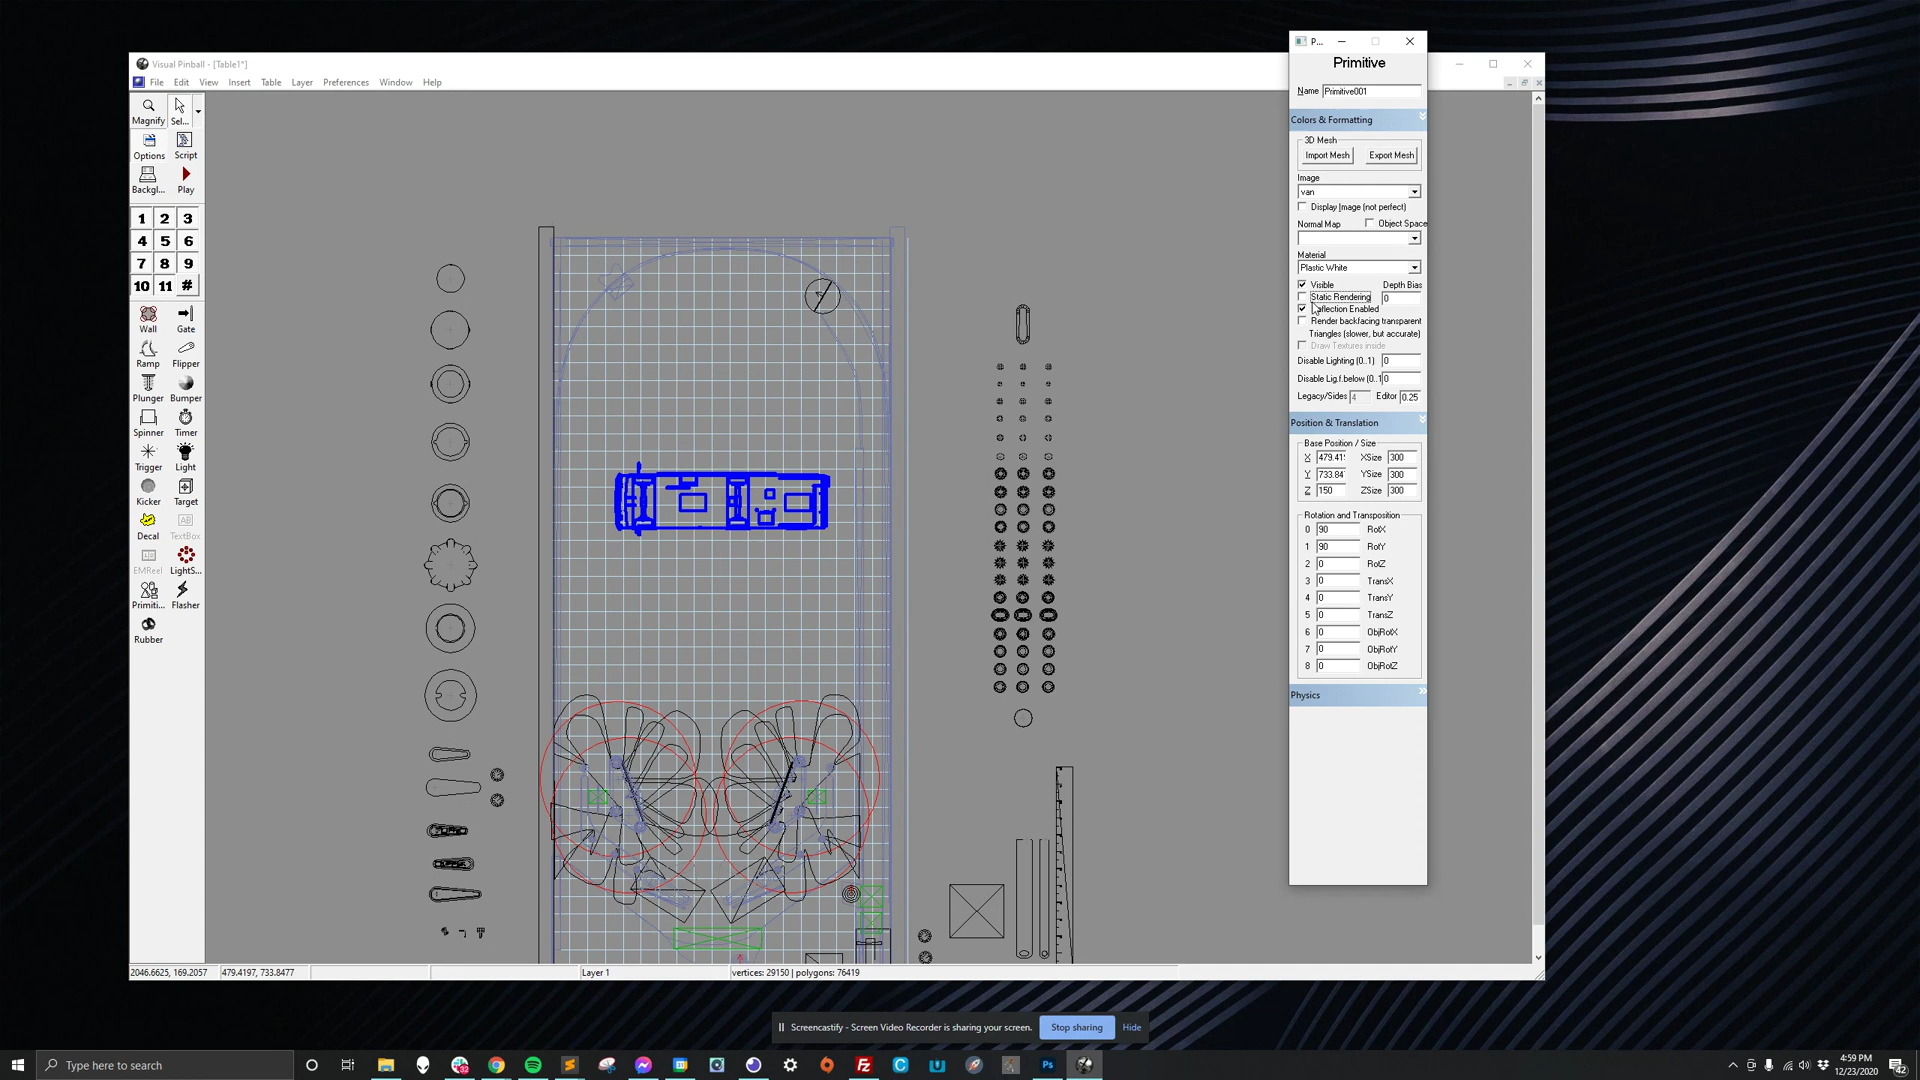 Visual Pinball - [Table1*]
File Edit View Insert Table Layer Preferences Window Help
Magnify Sel...
Options Script
Backgl... Play
1 2 3
4 5 6
7 8 9
10 11 #
Wall Gate
Ramp Flipper
Plunger Bumper
Spinner Timer
Trigger Light
Kicker Target
Decal TextBox
EMReel LightS...
Primiti... Flasher
Rubber
P...
Primitive
Name Primitive001
Colors & Formatting
3D Mesh
Import Mesh Export Mesh
Image
van
Display Image (not perfect)
Normal Map Object Space
Material
Plastic White
Visible Depth Bias
Static Rendering 0
flection Enabled
Render backfacing transparent
Triangles (slower, but accurate)
Draw Textures inside
Disable Lighting (0..1) 0
Disable Lig.f.below (0..1 0
Legacy/Sides 4 Editor 0.25
Position & Translation
Base Position / Size
X 479.41 XSize 300
Y 733.84 YSize 300
Z 150 ZSize 300
Rotation and Transposition
0 90 RotX
1 90 RotY
2 0 RotZ
3 0 TransX
4 0 TransY
5 0 TransZ
6 0 ObjRotX
7 0 ObjRotY
8 0 ObjRotZ
Physics
2046.6625, 169.2057 479.4197, 733.8477 Layer 1 vertices: 29150 | polygons: 76419
Screencastify - Screen Video Recorder is sharing your screen. Stop sharing Hide
Type here to search
32
Ps
4:59 PM
12/23/2020
42